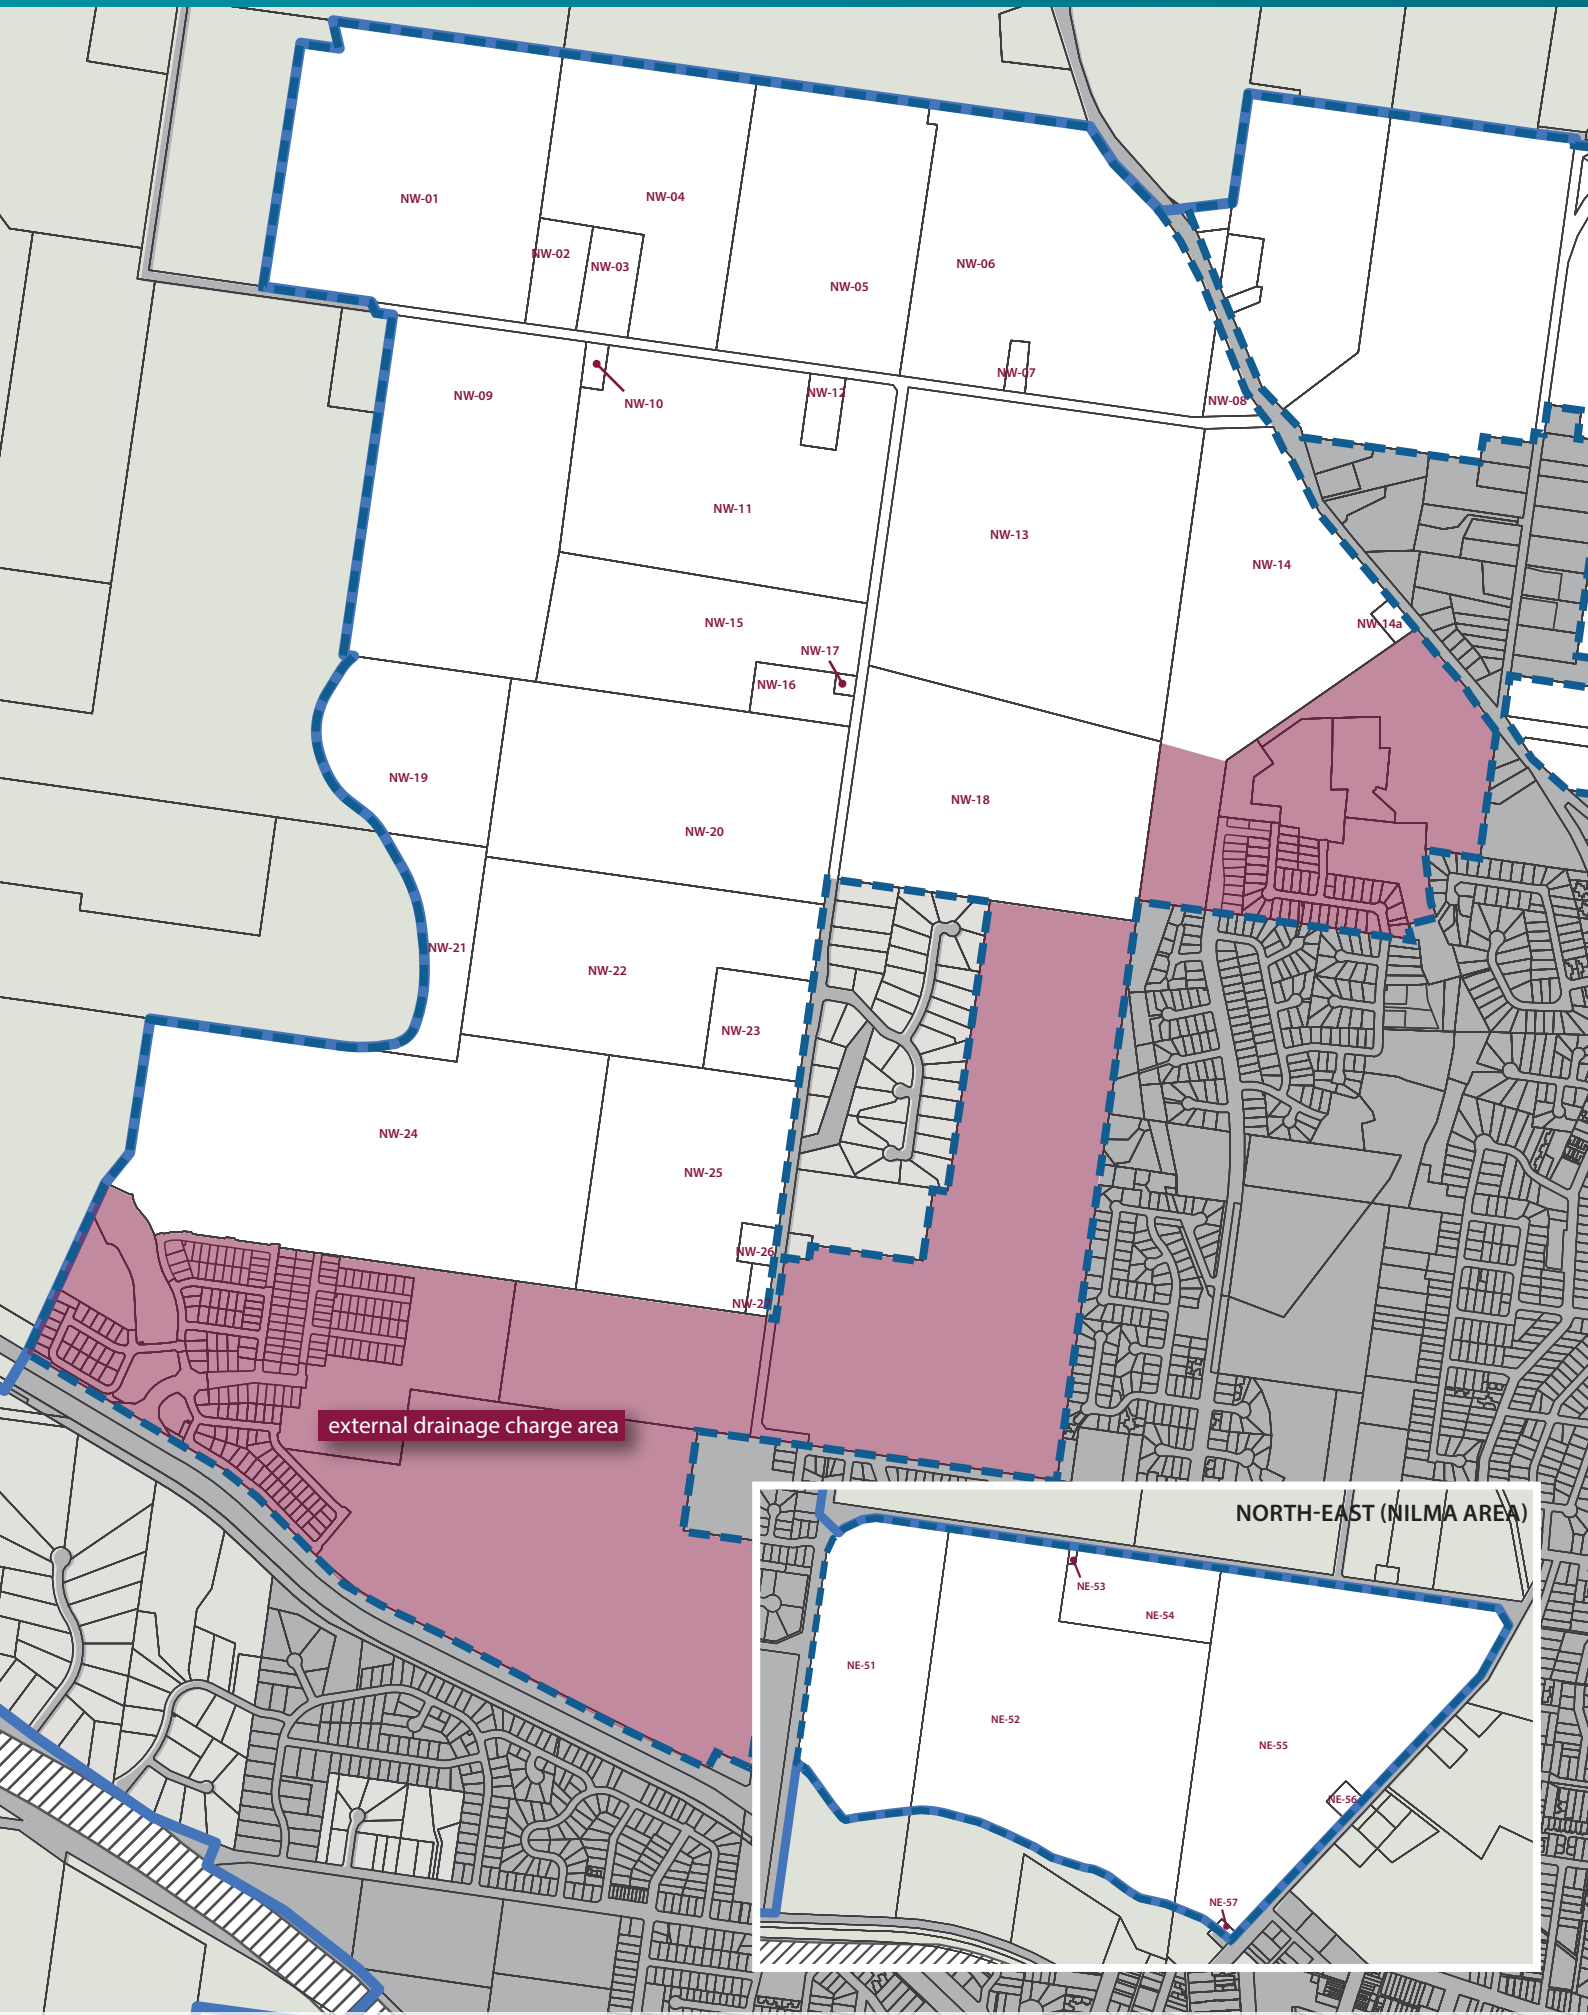 NW-01
NW-04
NW-02
NW-03
NW-06
NW-05
NW-07
NW-08
NW-09
NW-10
NW-12
NW-11
NW-13
NW-14
NW-14a
NW-15
NW-17
NW-16
NW-19
NW-18
NW-20
NW-21
NW-22
NW-23
NW-24
NW-25
NW-26
external drainage charge area
NORTH-EAST (NILMA AREA)
NE-53
NE-54
NE-51
NE-52
NE-55
NE-56
NE-57